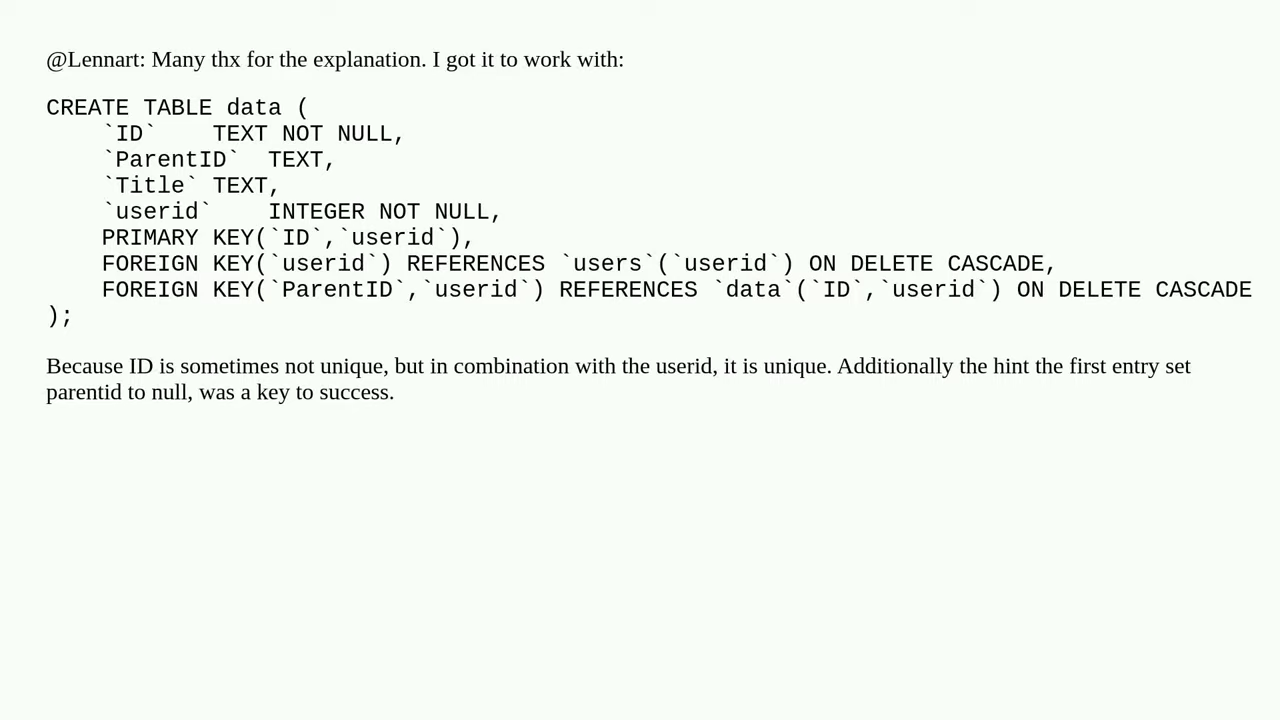 @Lennart: Many thx for the explanation. I got it to work with:
CREATE TABLE data (
    `ID`    TEXT NOT NULL,
    `ParentID`  TEXT,
    `Title` TEXT,
    `userid`    INTEGER NOT NULL,
    PRIMARY KEY(`ID`,`userid`),
    FOREIGN KEY(`userid`) REFERENCES `users`(`userid`) ON DELETE CASCADE,
    FOREIGN KEY(`ParentID`,`userid`) REFERENCES `data`(`ID`,`userid`) ON DELETE CASCADE
);
Because ID is sometimes not unique, but in combination with the userid, it is unique. Additionally the hint the first entry set
parentid to null, was a key to success.